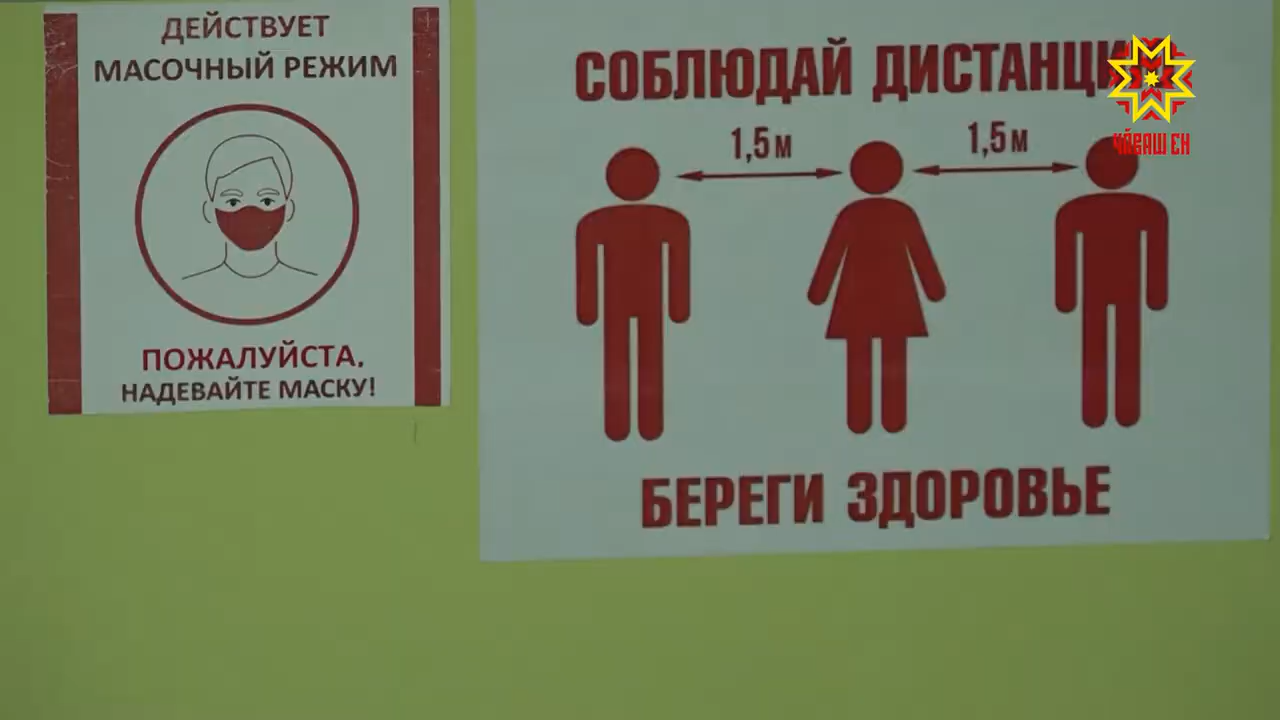 ДЕЙСТВУЕТ
МАСОЧНЫЙ РЕЖИМ
ПОЖАЛУЙСТА,
НАДЕВАЙТЕ МАСКУ!
СОБЛЮДАЙ
1,5м 1,5м
БЕРЕГИ ЗДОРОВЬЕ
ЧӐВАШ ЕН